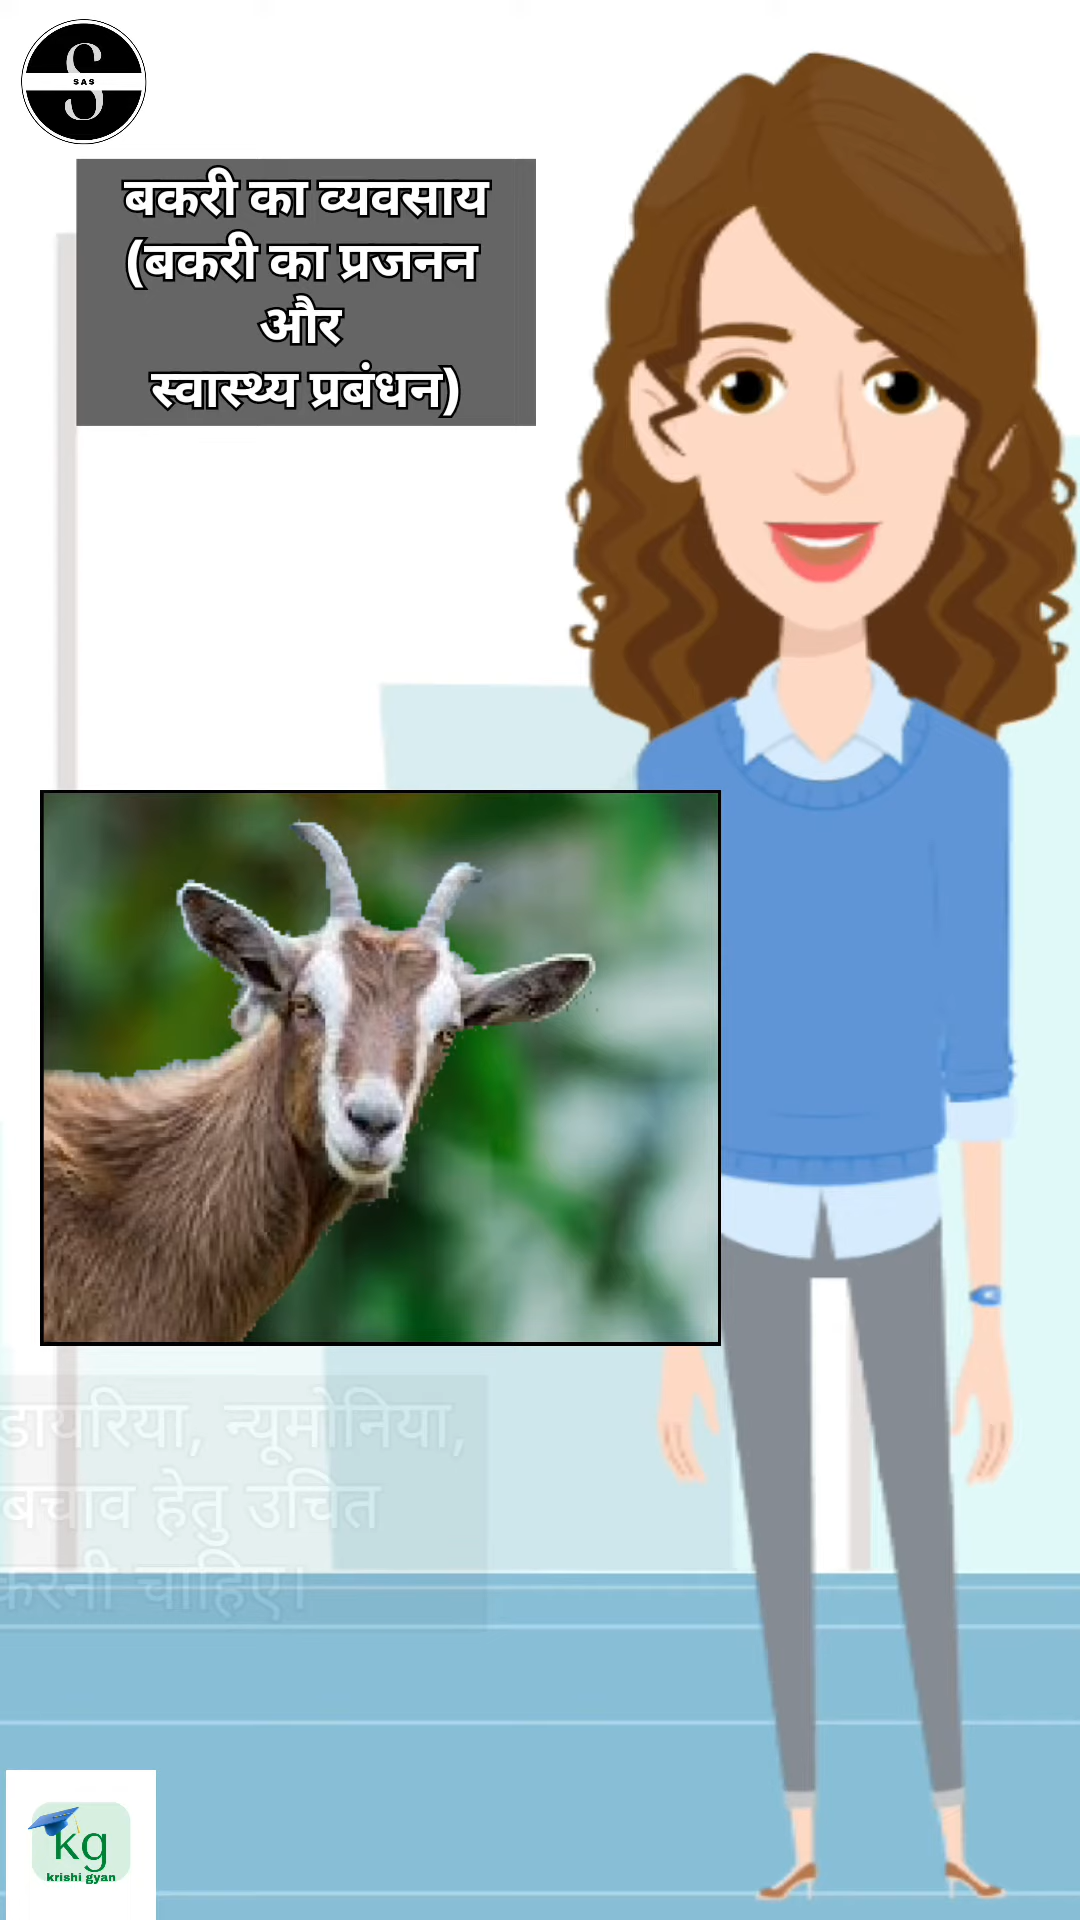 SAS
बकरी का व्यवसाय
(बकरी का प्रजनन
और
स्वास्थ्य प्रबंधन)
डायरिया, न्यूमोनिया,
बचाव हेतु उचित
करनी चाहिए।
kg
krishi gyan